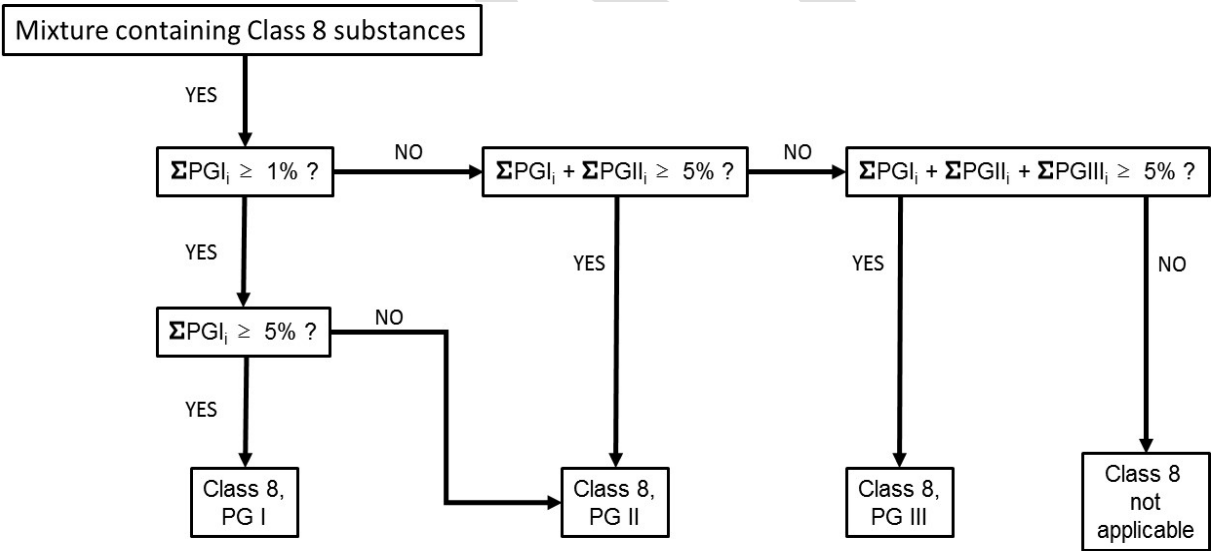 Mixture containing Class 8 substances
YES
ΣPGIᵢ ≥ 1% ?
NO
ΣPGIᵢ + ΣPGIIᵢ ≥ 5% ?
NO
ΣPGIᵢ + ΣPGIIᵢ + ΣPGIIIᵢ ≥ 5% ?
YES
YES
YES
NO
ΣPGIᵢ ≥ 5% ?
NO
YES
Class 8,
PG I
Class 8,
PG II
Class 8,
PG III
Class 8
not
applicable